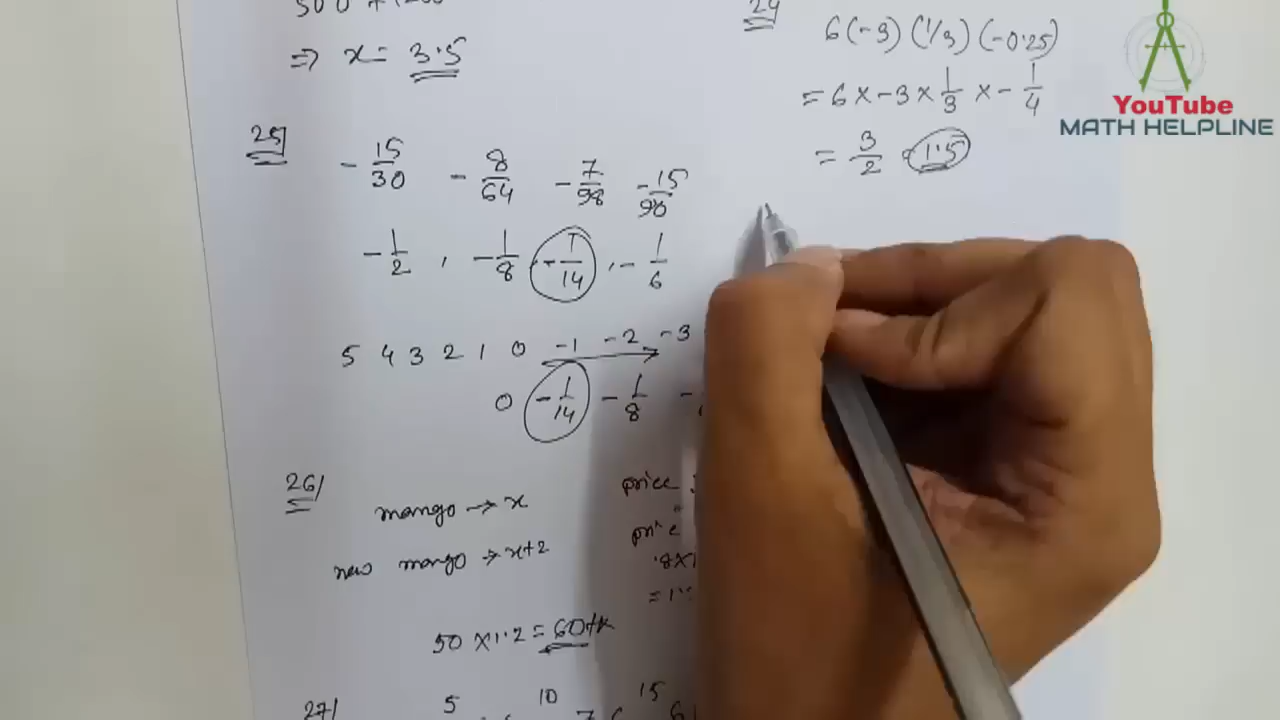 ⇒ x = 3.5
24
6(-3) (1/3) (-0.25)
= 6 × -3 × 1/3 × - 1/4
= 3/2 = 1.5
YouTube
MATH HELPLINE
25/
- 15/30 - 8/64 - 7/98 - 15/90
- 1/2 , - 1/8 - 1/14 , - 1/6
5 4 3 2 1 0 -1 -2 -3
0 - 1/14 - 1/8 -
26/
mango → x price
new mango → x+2
50 × 1.2 = 60 tk
27/
5 10 15